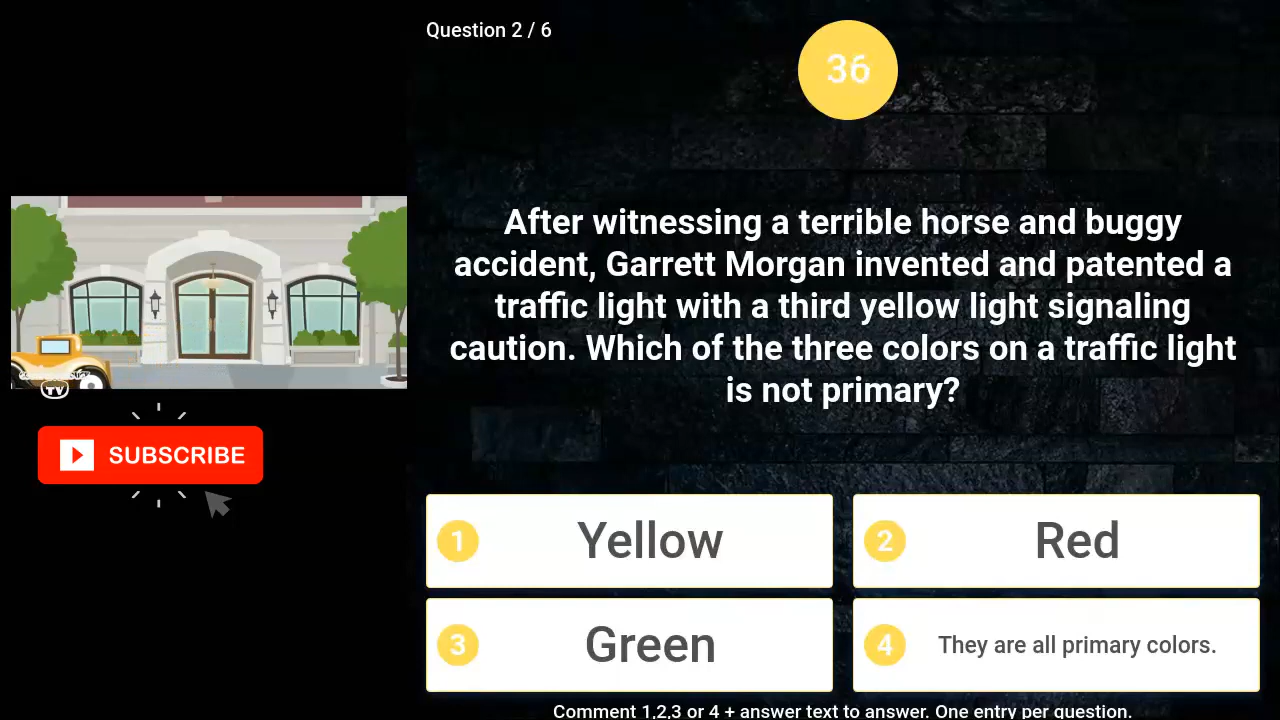 Question 2 / 6
36
After witnessing a terrible horse and buggy
accident, Garrett Morgan invented and patented a
traffic light with a third yellow light signaling
caution. Which of the three colors on a traffic light
is not primary?
TV
SUBSCRIBE
1 Yellow
2 Red
3 Green
4 They are all primary colors.
Comment 1,2,3 or 4 + answer text to answer. One entry per question.